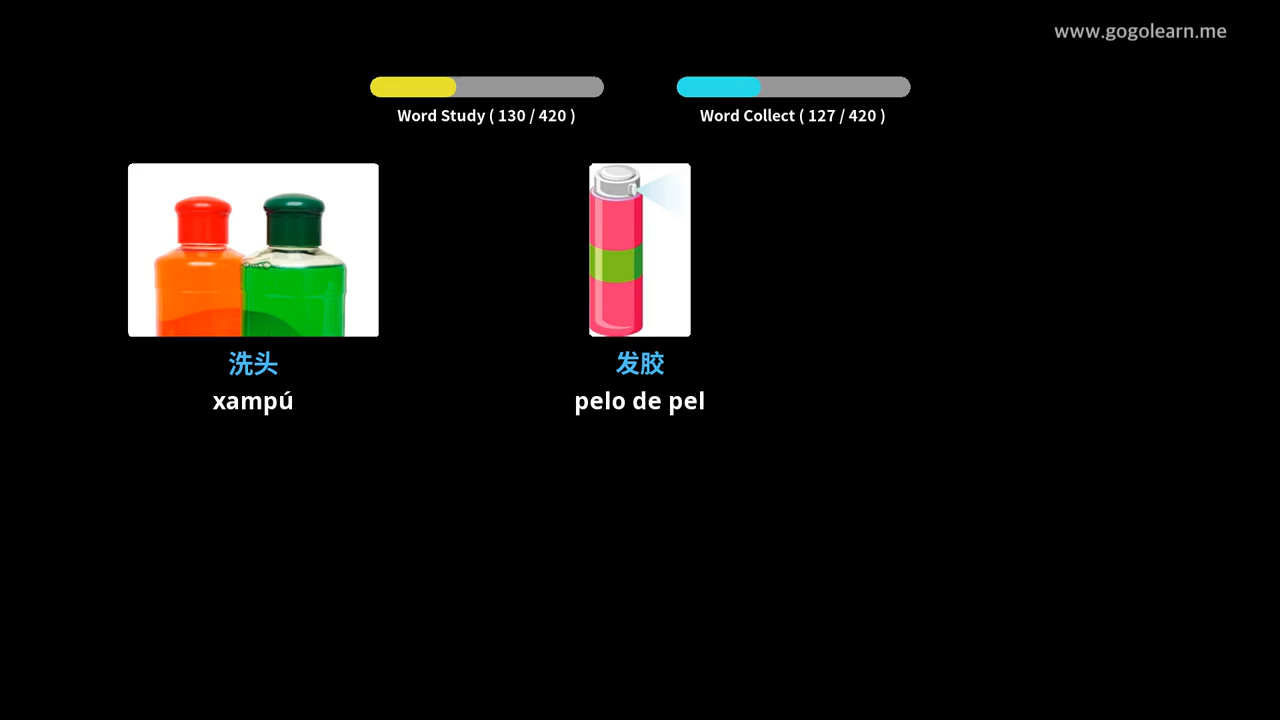 www.gogolearn.me
Word Study ( 130 / 420 )
Word Collect ( 127 / 420 )
洗头
发胶
xampú
pelo de pel